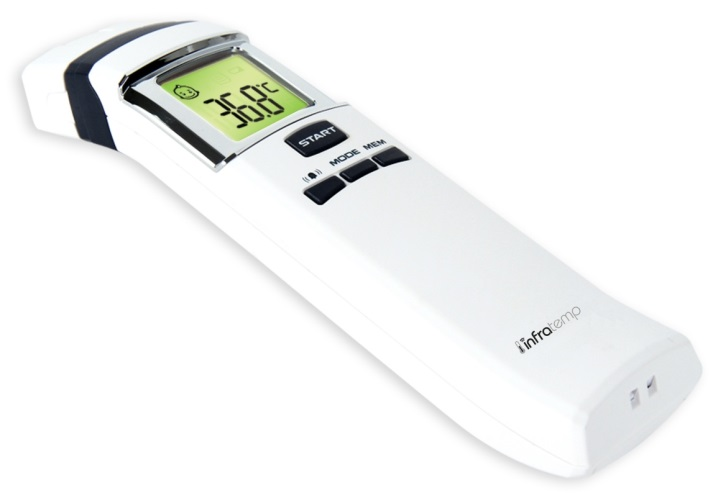 36.8°C
START
MODE MEM
infratemp